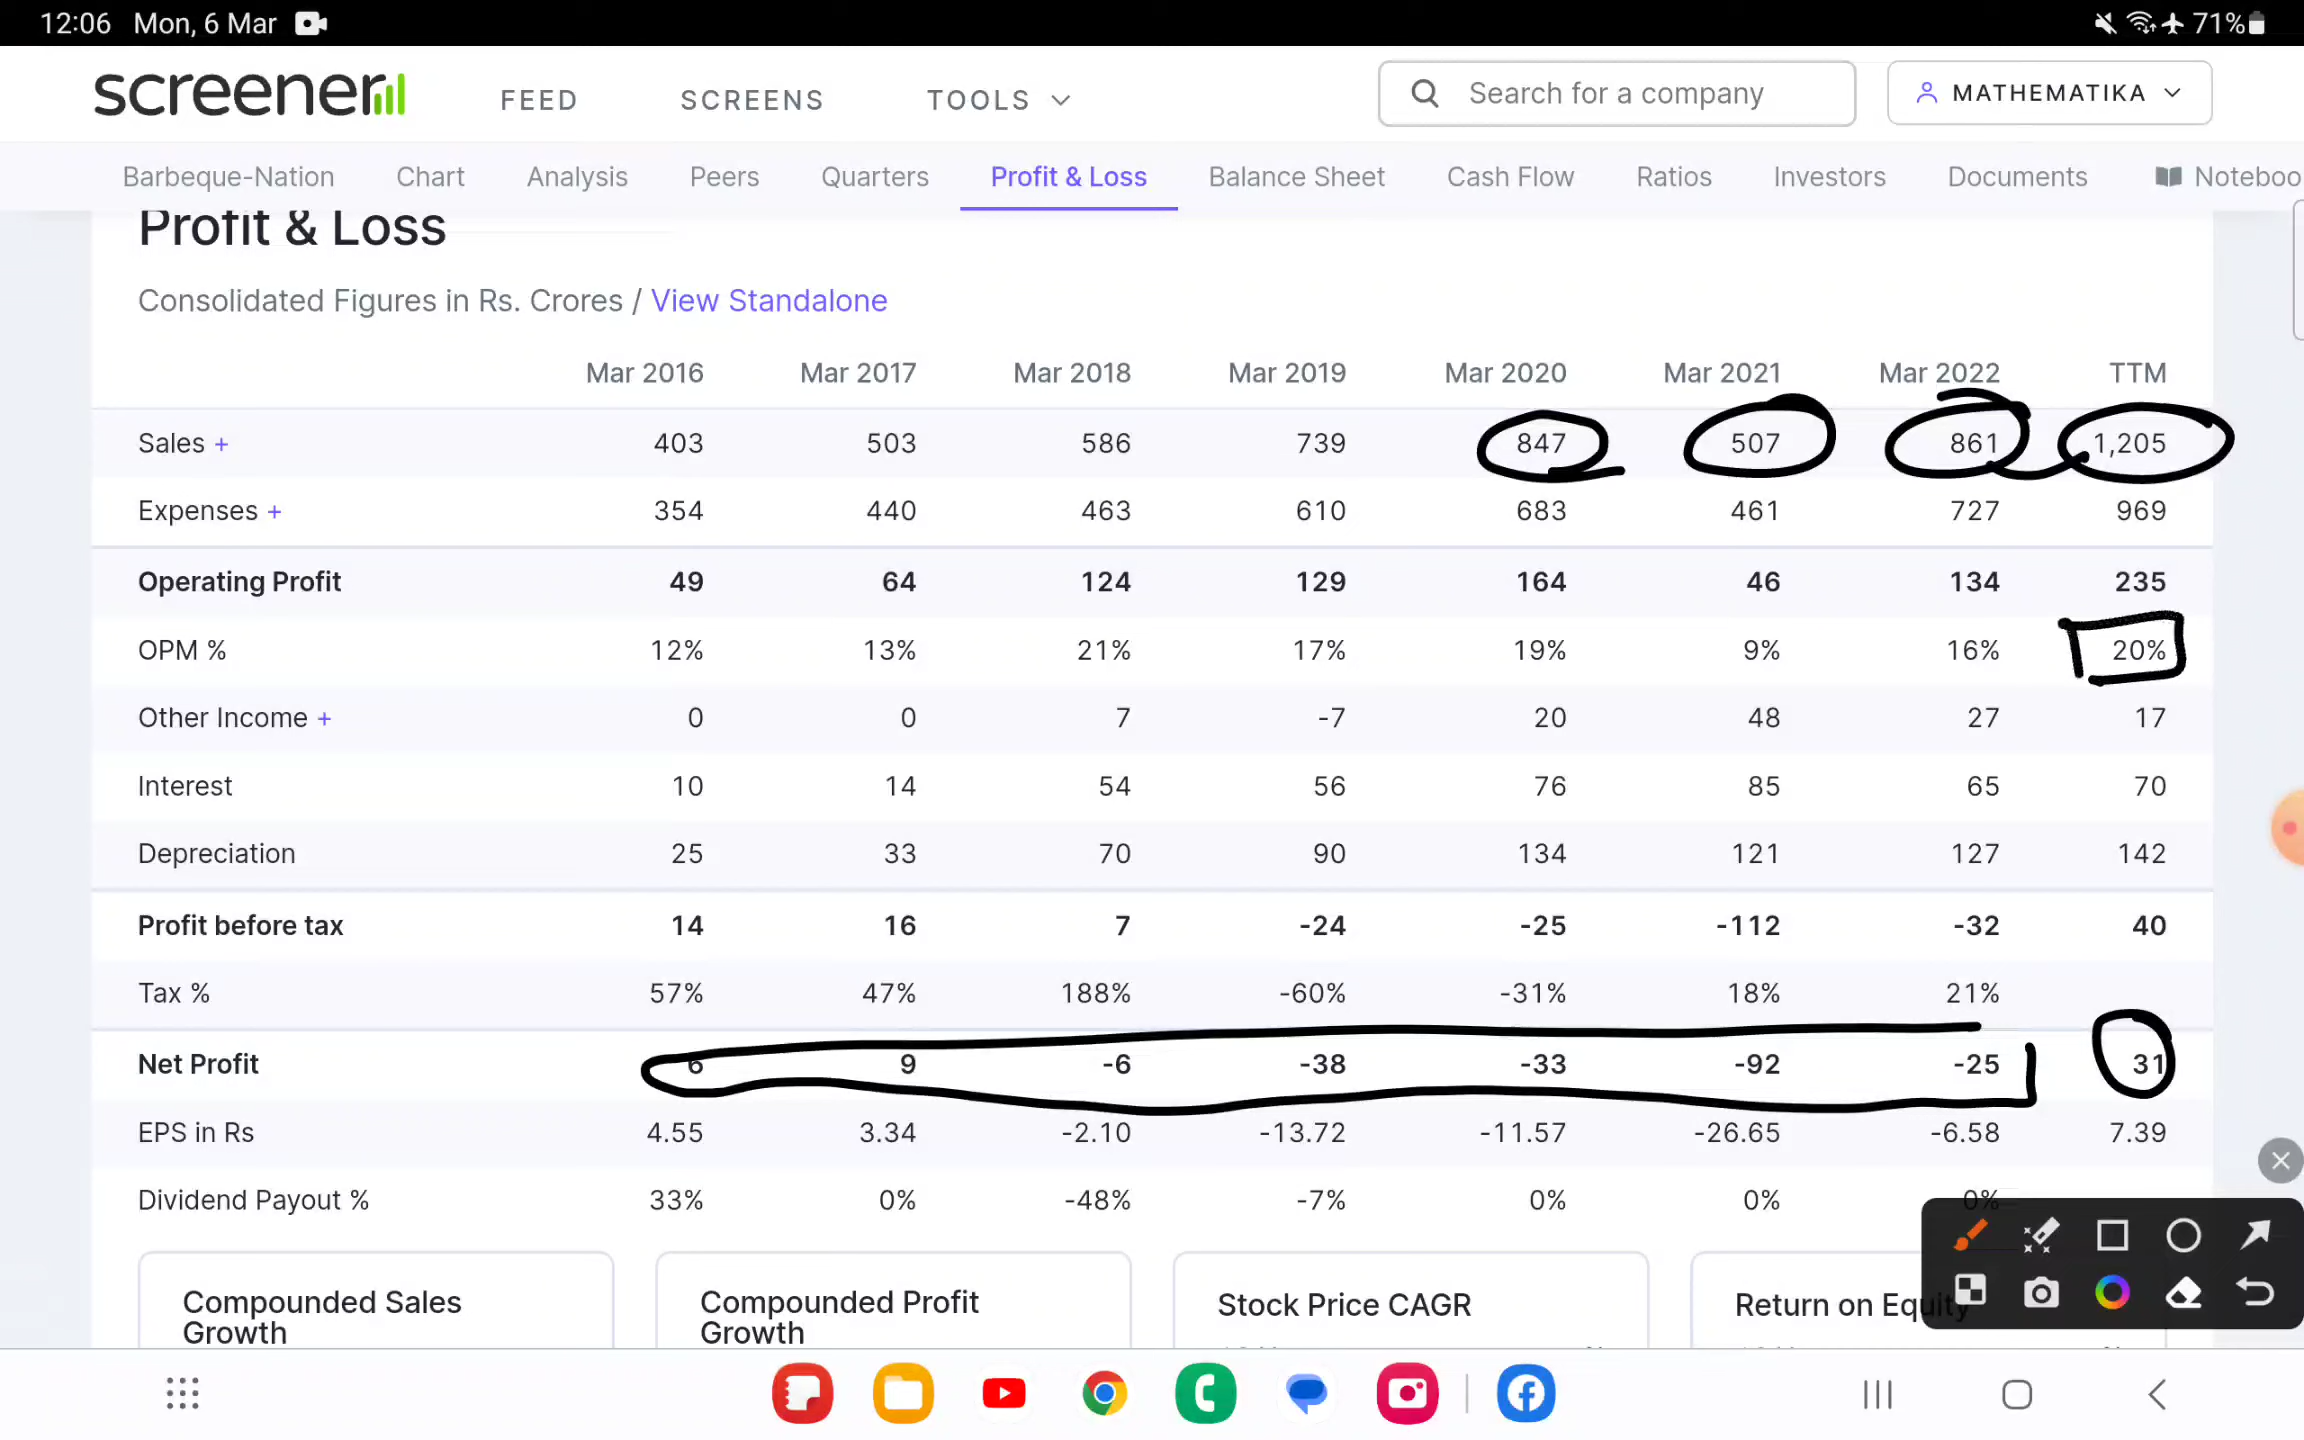 12:06 Mon, 6 Mar 71%
screener FEED SCREENS TOOLS Search for a company MATHEMATIKA
Barbeque-Nation Chart Analysis Peers Quarters Profit & Loss Balance Sheet Cash Flow Ratios Investors Documents Noteboo
Profit & Loss
Consolidated Figures in Rs. Crores / View Standalone
Mar 2016 Mar 2017 Mar 2018 Mar 2019 Mar 2020 Mar 2021 Mar 2022 TTM
Sales + 403 503 586 739 847 507 861 1,205
Expenses + 354 440 463 610 683 461 727 969
Operating Profit 49 64 124 129 164 46 134 235
OPM % 12% 13% 21% 17% 19% 9% 16% 20%
Other Income + 0 0 7 -7 20 48 27 17
Interest 10 14 54 56 76 85 65 70
Depreciation 25 33 70 90 134 121 127 142
Profit before tax 14 16 7 -24 -25 -112 -32 40
Tax % 57% 47% 188% -60% -31% 18% 21%
Net Profit 6 9 -6 -38 -33 -92 -25 31
EPS in Rs 4.55 3.34 -2.10 -13.72 -11.57 -26.65 -6.58 7.39
Dividend Payout % 33% 0% -48% -7% 0% 0% 0%
Compounded Sales Growth
Compounded Profit Growth
Stock Price CAGR
Return on Equity